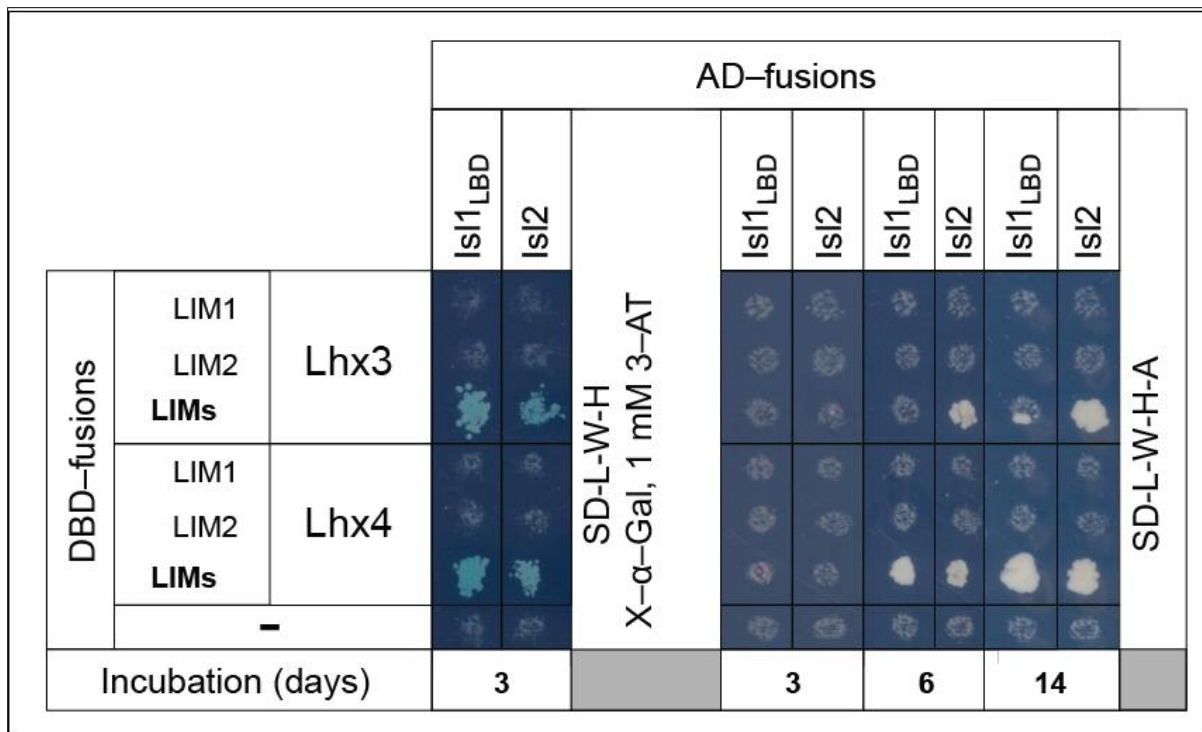 AD–fusions
Isl1LBD
Isl2
SD-L-W-H
X–α–Gal, 1 mM 3–AT
Isl1LBD
Isl2
Isl1LBD
Isl2
Isl1LBD
Isl2
SD-L-W-H-A
DBD–fusions
LIM1
LIM2
LIMs
Lhx3
LIM1
LIM2
LIMs
Lhx4
-
Incubation (days)
3
3
6
14